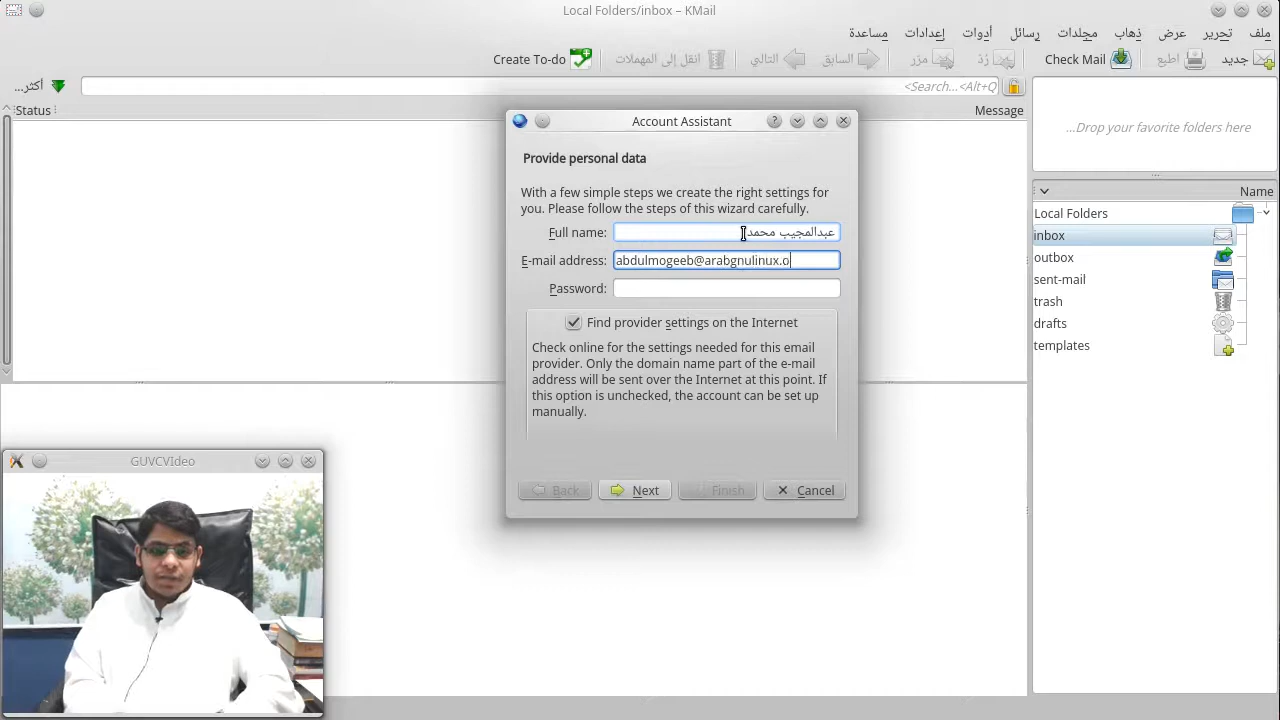 Local Folders/inbox – KMail
ملف
تحرير
عرض
ذهاب
مجلدات
رسائل
أدوات
إعدادات
مساعدة
جديد
اطبع
Check Mail
رُدّ
مرّر
السابق
التالي
انقل إلى المهملات
Create To-do
أكثر...
Search...<Alt+Q>
Status
Message
Drop your favorite folders here...
Name
Local Folders
inbox
outbox
sent-mail
trash
drafts
templates
Account Assistant
Provide personal data
With a few simple steps we create the right settings for
you. Please follow the steps of this wizard carefully.
Full name: عبدالمجيب محمد
E-mail address: abdulmogeeb@arabgnulinux.o
Password:
Find provider settings on the Internet
Check online for the settings needed for this email
provider. Only the domain name part of the e-mail
address will be sent over the Internet at this point. If
this option is unchecked, the account can be set up
manually.
Back
Next
Finish
Cancel
GUVCVIdeo